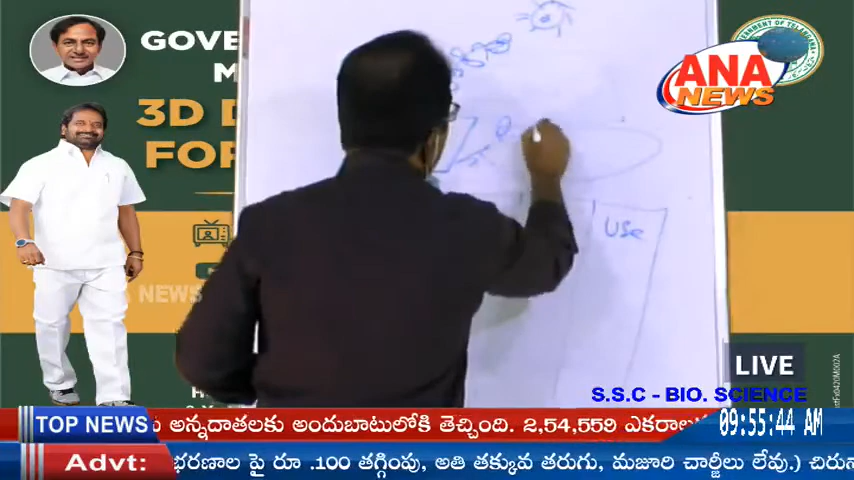 GOVE
M
3D D
FOR
ANA
NEWS
USe
NEWS
LIVE
S.S.C - BIO. SCIENCE
TOP NEWS
అన్నదాతలకు అందుబాటులోకి తెచ్చింది. 2,54,559 ఎకరాల
09:55:44 AM
Advt:
భరణాల పై రూ .100 తగ్గింపు, అతి తక్కువ తరుగు, మజూరి చార్జీలు లేవు.) చిరు